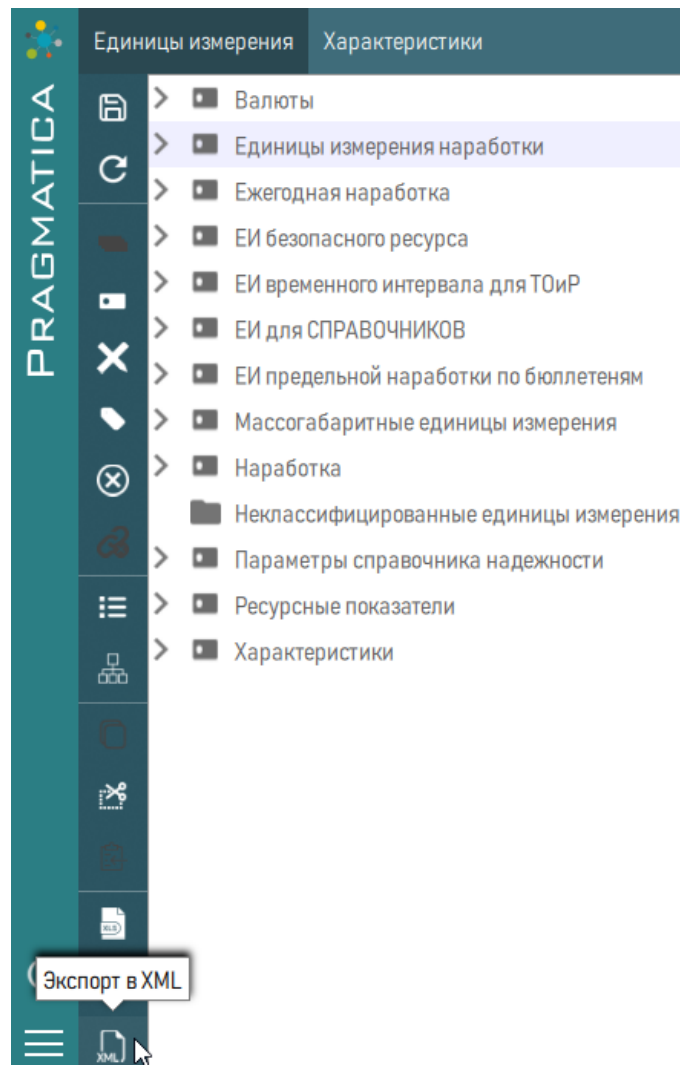 PRAGMATICA
Единицы измерения
Характеристики
Валюты
Единицы измерения наработки
Ежегодная наработка
ЕИ безопасного ресурса
ЕИ временного интервала для ТОиР
ЕИ для СПРАВОЧНИКОВ
ЕИ предельной наработки по бюллетеням
Массогабаритные единицы измерения
Наработка
Неклассифицированные единицы измерения
Параметры справочника надежности
Ресурсные показатели
Характеристики
XLS
Экспорт в XML
XML